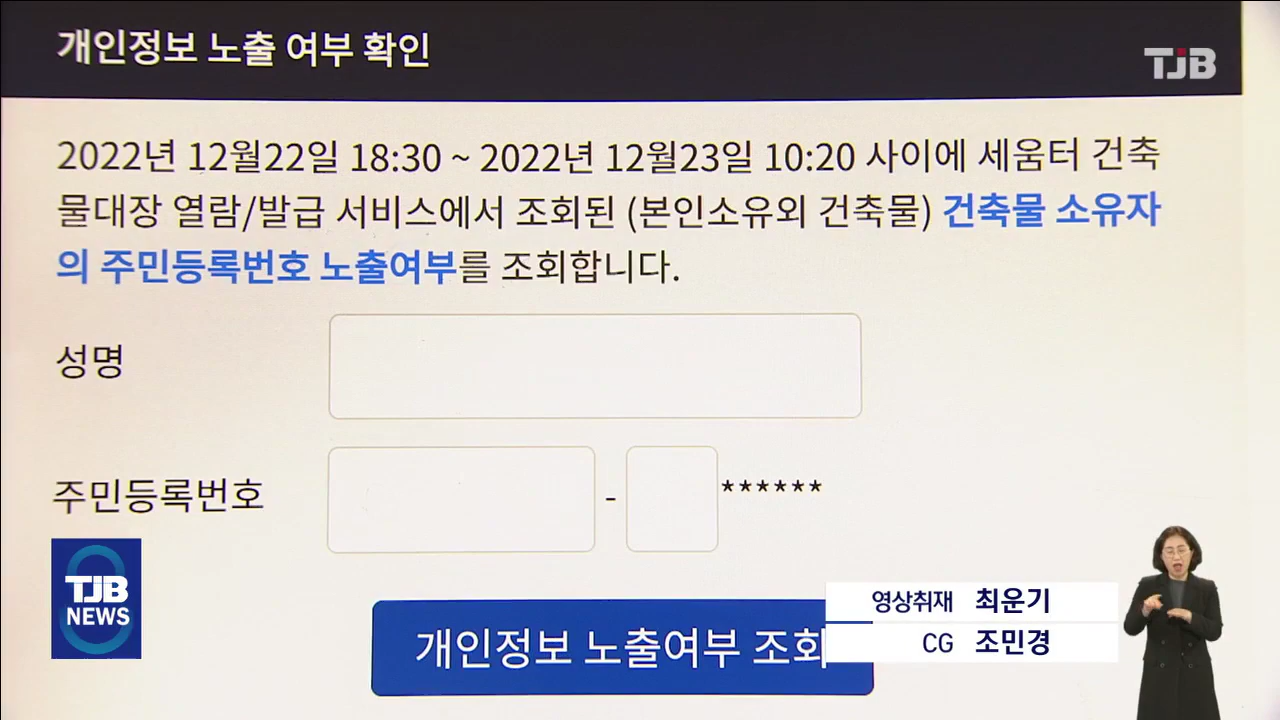 개인정보 노출 여부 확인
TJB
2022년 12월22일 18:30 ~ 2022년 12월23일 10:20 사이에 세움터 건축
물대장 열람/발급 서비스에서 조회된 (본인소유외 건축물) 건축물 소유자
의 주민등록번호 노출여부를 조회합니다.
성명
주민등록번호
- ******
TJB
NEWS
영상취재 최운기
CG 조민경
개인정보 노출여부 조회